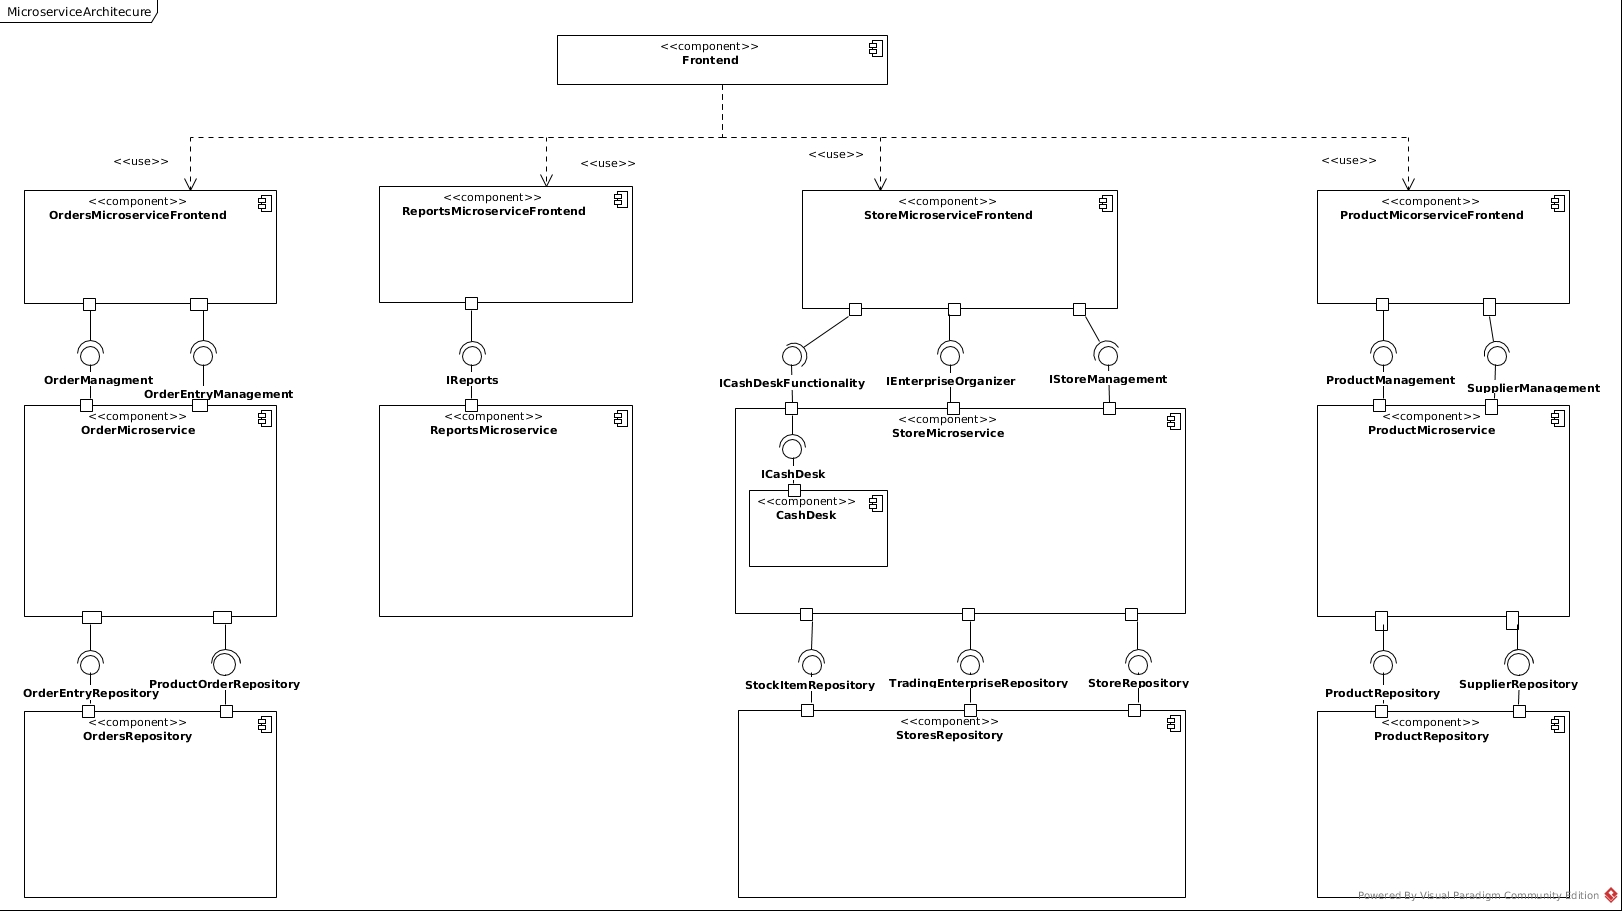 MicroserviceArchitecure
<<component>>
Frontend
<<use>>
<<use>>
<<use>>
<<use>>
<<component>>
OrdersMicroserviceFrontend
<<component>>
ReportsMicroserviceFrontend
<<component>>
StoreMicroserviceFrontend
<<component>>
ProductMicorserviceFrontend
OrderManagment
OrderEntryManagement
IReports
ICashDeskFunctionality
IEnterpriseOrganizer
IStoreManagement
ProductManagement
SupplierManagement
<<component>>
OrderMicroservice
<<component>>
ReportsMicroservice
<<component>>
StoreMicroservice
<<component>>
ProductMicroservice
ICashDesk
<<component>>
CashDesk
OrderEntryRepository
ProductOrderRepository
StockItemRepository
TradingEnterpriseRepository
StoreRepository
ProductRepository
SupplierRepository
<<component>>
OrdersRepository
<<component>>
StoresRepository
<<component>>
ProductRepository
Powered By Visual Paradigm Community Edition